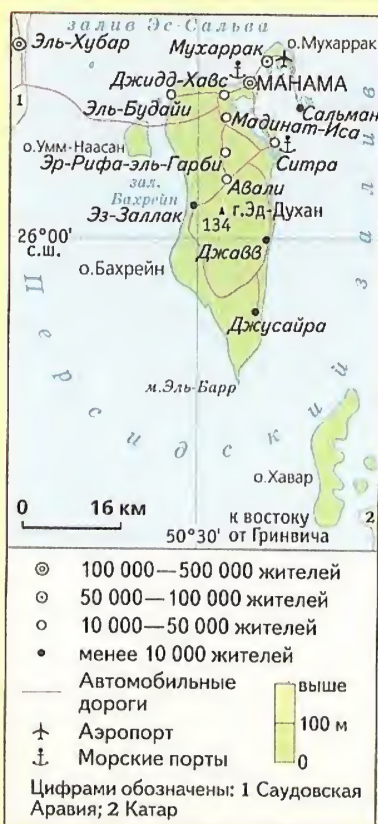 залив Эс-Сальва
Эль-Хубар
Мухаррак
о.Мухаррак
Джидд-Хавс
МАНАМА
1
Эль-Будайи
Сальман
Мадинат-Иса
о.Умм-Наасан
Эр-Рифа-эль-Гарби
Ситра
зал.
Бахрейн
Авали
Эз-Заллак
г.Эд-Духан
134
26°00'
с.ш.
Джавв
о.Бахрейн
Джусайра
м.Эль-Барр
Персидский залив
о.Хавар
0 16 км
2
к востоку
50°30' от Гринвича
100 000—500 000 жителей
50 000—100 000 жителей
10 000—50 000 жителей
менее 10 000 жителей
Автомобильные
дороги
выше
100 м
0
Аэропорт
Морские порты
Цифрами обозначены: 1 Саудовская
Аравия; 2 Катар